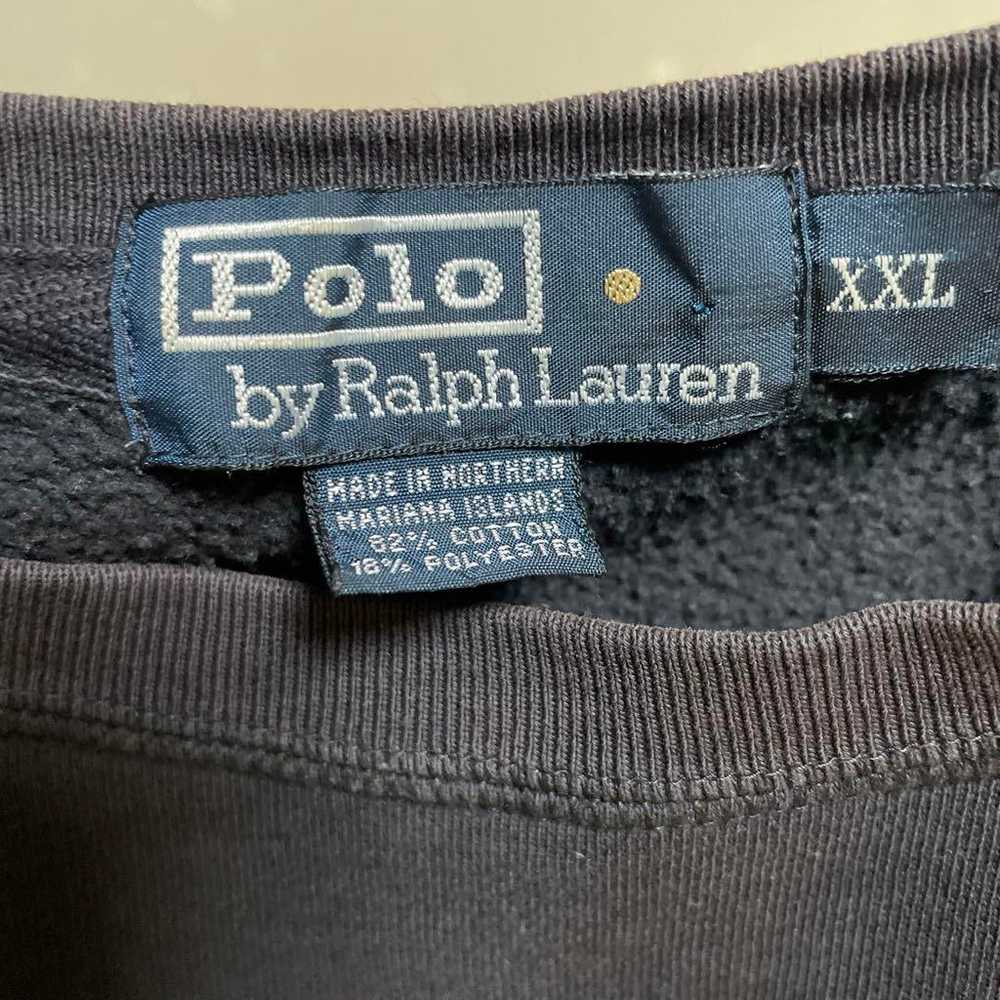 Polo
by Ralph Lauren
XXL
MADE IN NORTHERN
MARIANA ISLANDS
82% COTTON
18% POLYESTER